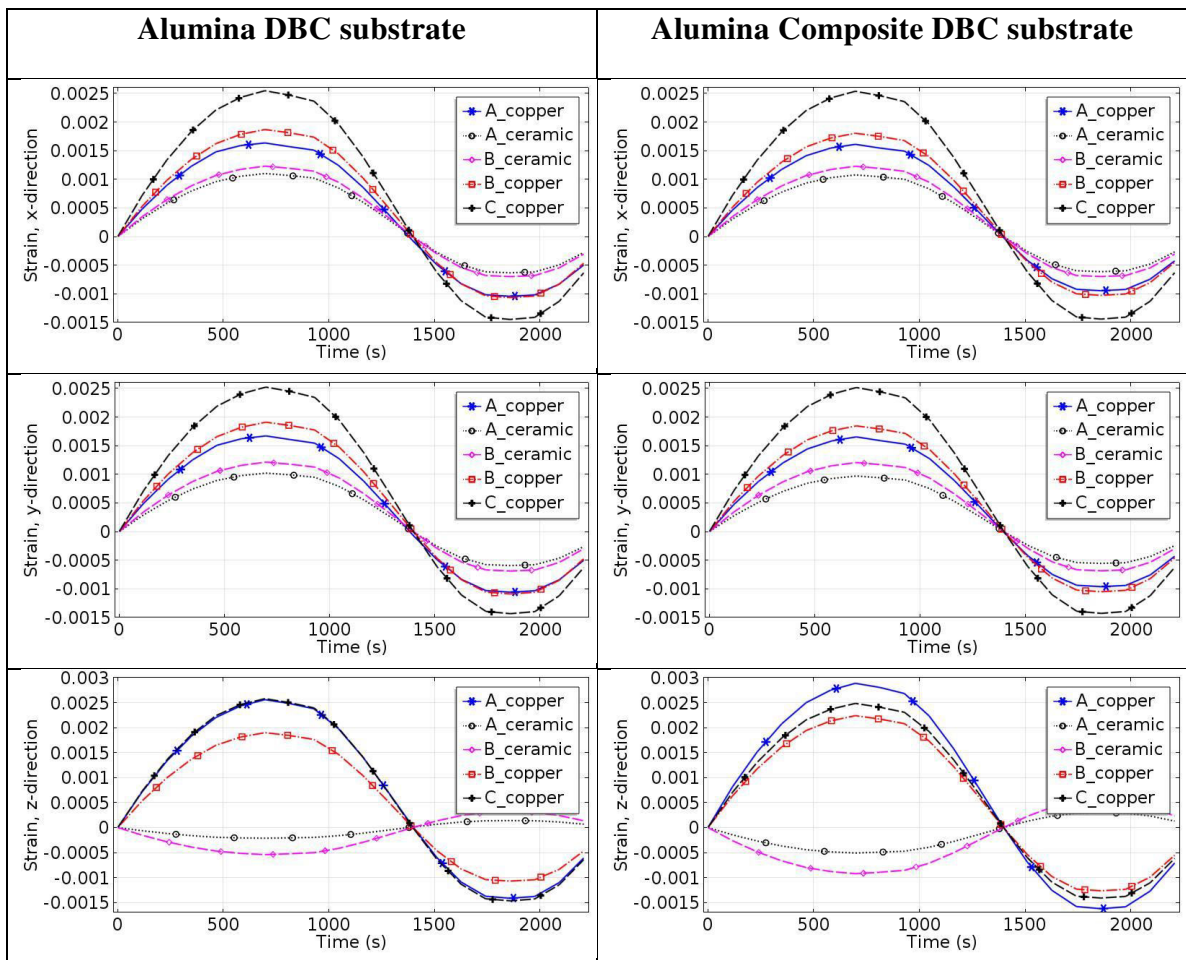 Alumina DBC substrate
Alumina Composite DBC substrate
0.0025
0.002
0.0015
0.001
0.0005
0
-0.0005
-0.001
-0.0015
Strain, x-direction
A_copper
A_ceramic
B_ceramic
B_copper
C_copper
0 500 1000 1500 2000
Time (s)
0.0025
0.002
0.0015
0.001
0.0005
0
-0.0005
-0.001
-0.0015
Strain, x-direction
A_copper
A_ceramic
B_ceramic
B_copper
C_copper
0 500 1000 1500 2000
Time (s)
0.0025
0.002
0.0015
0.001
0.0005
0
-0.0005
-0.001
-0.0015
Strain, y-direction
A_copper
A_ceramic
B_ceramic
B_copper
C_copper
0 500 1000 1500 2000
Time (s)
0.0025
0.002
0.0015
0.001
0.0005
0
-0.0005
-0.001
-0.0015
Strain, y-direction
A_copper
A_ceramic
B_ceramic
B_copper
C_copper
0 500 1000 1500 2000
Time (s)
0.003
0.0025
0.002
0.0015
0.001
0.0005
0
-0.0005
-0.001
-0.0015
Strain, z-direction
A_copper
A_ceramic
B_ceramic
B_copper
C_copper
0 500 1000 1500 2000
Time (s)
0.003
0.0025
0.002
0.0015
0.001
0.0005
0
-0.0005
-0.001
-0.0015
Strain, z-direction
A_copper
A_ceramic
B_ceramic
B_copper
C_copper
0 500 1000 1500 2000
Time (s)